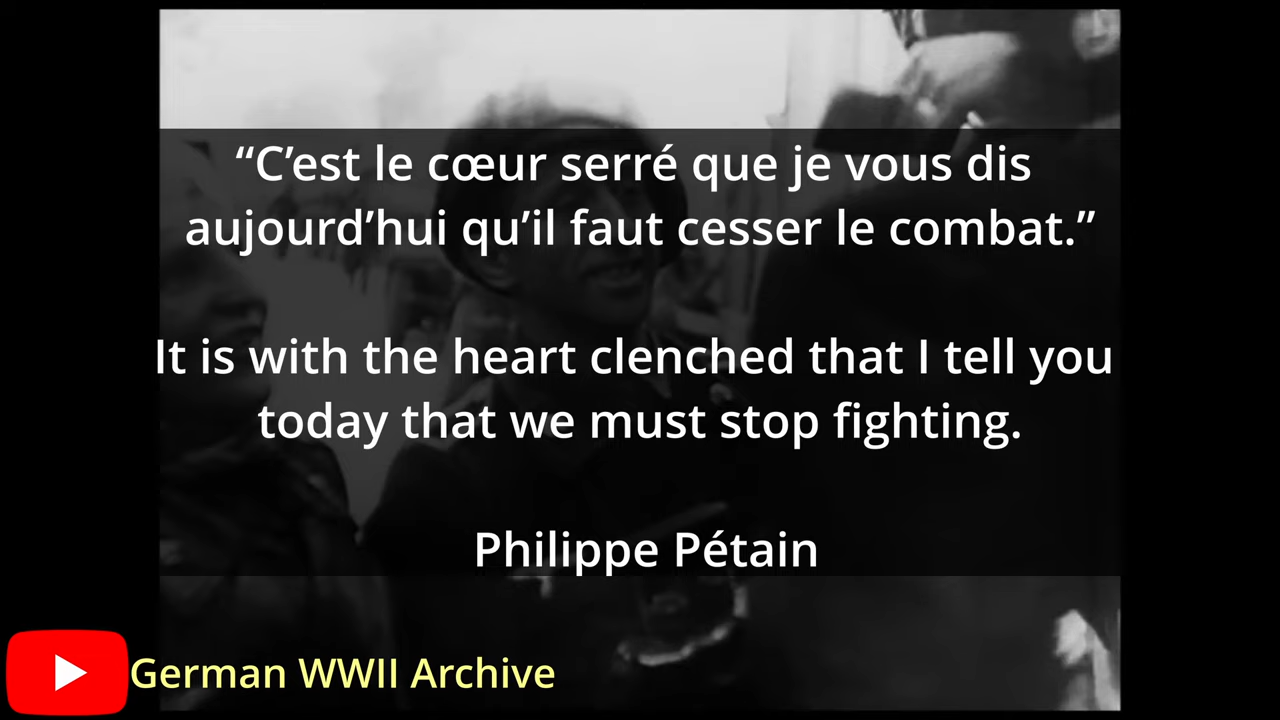 “C’est le cœur serré que je vous dis
aujourd’hui qu’il faut cesser le combat.”
It is with the heart clenched that I tell you
today that we must stop fighting.
Philippe Pétain
German WWII Archive